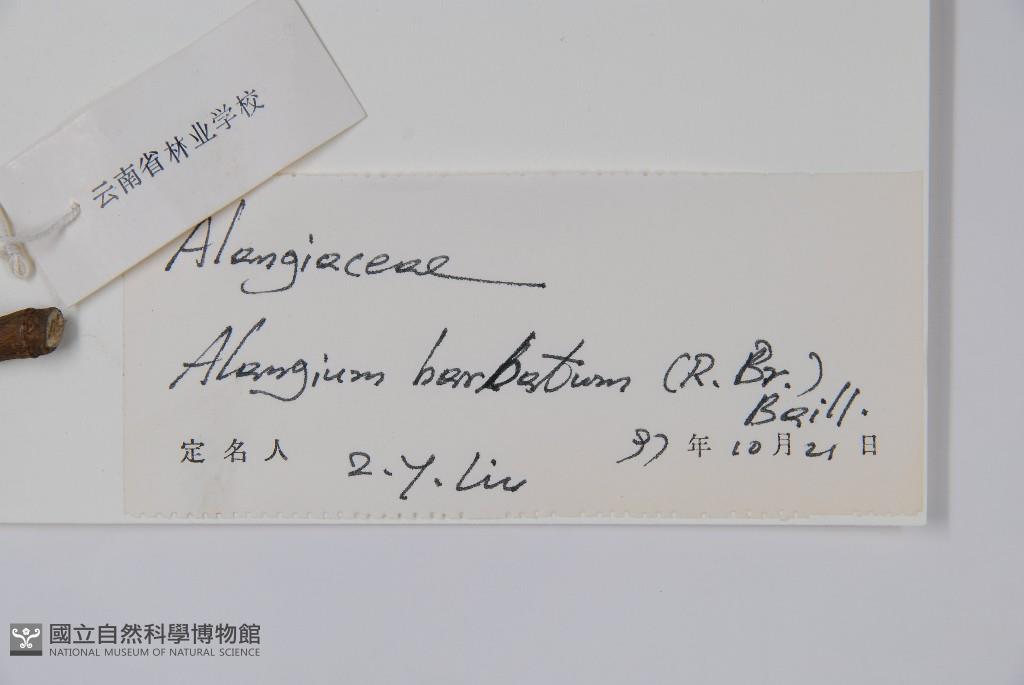 云南省林业学校
Alangiaceae
Alangium barbatum (R. Br.)
Baill.
定名人 Z.Y. Liu 97年10月21日
國立自然科學博物館
NATIONAL MUSEUM OF NATURAL SCIENCE